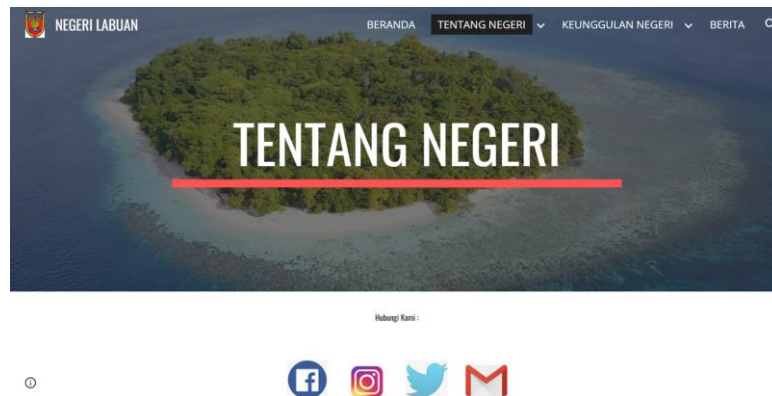 NEGERI LABUAN
BERANDA TENTANG NEGERI KEUNGGULAN NEGERI BERITA
TENTANG NEGERI
Hubungi Kami :